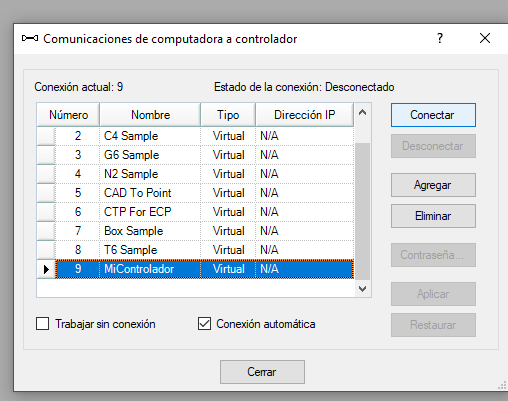 Comunicaciones de computadora a controlador
? ×
Conexión actual: 9 Estado de la conexión: Desconectado
Número Nombre Tipo Dirección IP
2 C4 Sample Virtual N/A
3 G6 Sample Virtual N/A
4 N2 Sample Virtual N/A
5 CAD To Point Virtual N/A
6 CTP For ECP Virtual N/A
7 Box Sample Virtual N/A
8 T6 Sample Virtual N/A
9 MiControlador Virtual N/A
Conectar
Desconectar
Agregar
Eliminar
Contraseña...
Aplicar
Restaurar
Trabajar sin conexión Conexión automática
Cerrar